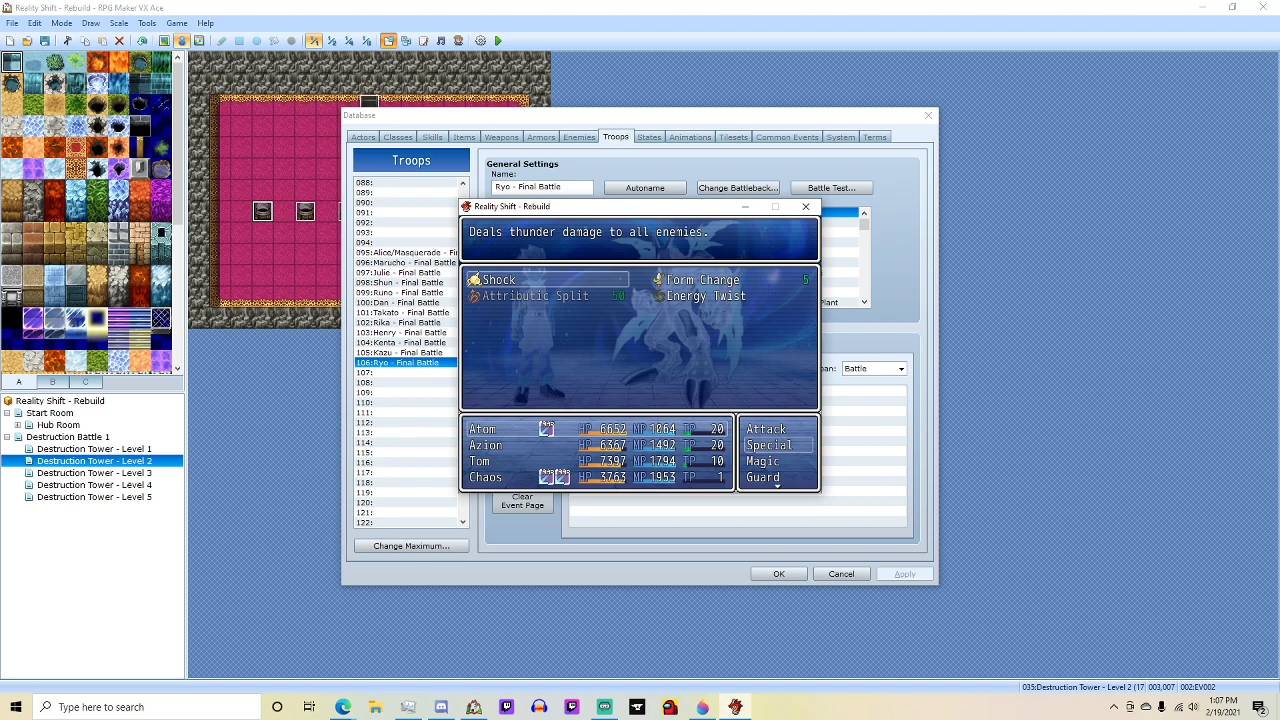 Reality Shift - Rebuild - RPG Maker VX Ace
File Edit Mode Draw Scale Tools Game Help
Database
Actors Classes Skills Items Weapons Armors Enemies Troops States Animations Tilesets Common Events System Terms
Troops
General Settings
Name:
Ryo - Final Battle
Autoname
Change Battleback...
Battle Test...
088:
089:
090:
091:
092:
093:
094:
095:Alice/Masquerade - Fi
096:Marucho - Final Battle
097:Julie - Final Battle
098:Shun - Final Battle
099:Runo - Final Battle
100:Dan - Final Battle
101:Takato - Final Battle
102:Rika - Final Battle
103:Henry - Final Battle
104:Kenta - Final Battle
105:Kazu - Final Battle
106:Ryo - Final Battle
107:
108:
109:
110:
111:
112:
113:
114:
115:
116:
117:
118:
119:
120:
121:
122:
Change Maximum...
Reality Shift - Rebuild
Deals thunder damage to all enemies.
Shock
Form Change 5
Attributic Split 50
Energy Twist
Atom HP 6652 MP 1064 TP 20
Azion HP 6367 MP 1492 TP 20
Tom HP 7397 MP 1794 TP 10
Chaos HP 3763 MP 1953 TP 1
Attack
Special
Magic
Guard
Plant
an: Battle
Clear
Event Page
OK
Cancel
Apply
A B C
Reality Shift - Rebuild
Start Room
Hub Room
Destruction Battle 1
Destruction Tower - Level 1
Destruction Tower - Level 2
Destruction Tower - Level 3
Destruction Tower - Level 4
Destruction Tower - Level 5
035:Destruction Tower - Level 2 (17 003,007 002:EV002
Type here to search
1:07 PM
2/19/2021
2